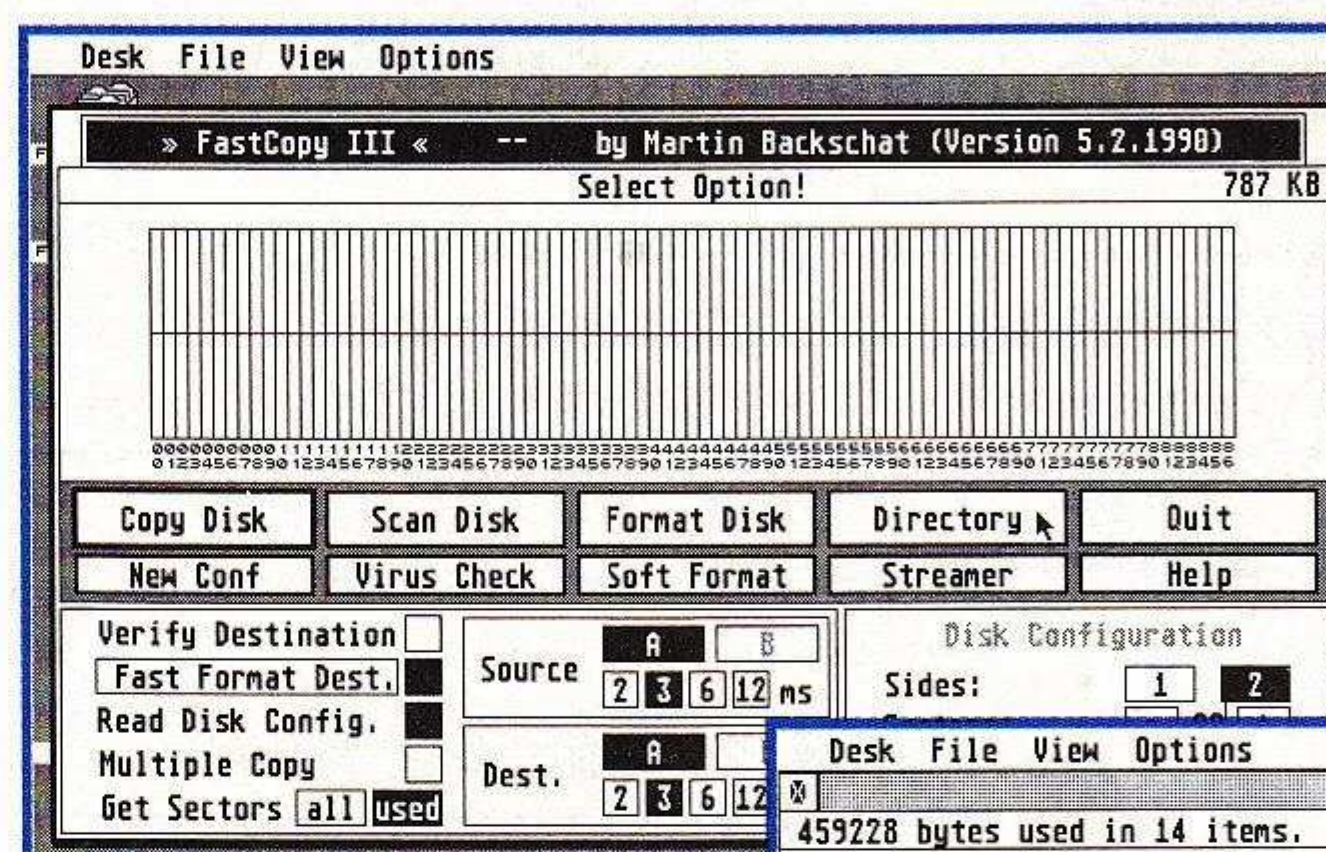 Desk File View Options
» FastCopy III « -- by Martin Backschat (Version 5.2.1990)
Select Option! 787 KB
Copy Disk Scan Disk Format Disk Directory Quit
New Conf Virus Check Soft Format Streamer Help
Verify Destination
Fast Format Dest.
Read Disk Config.
Multiple Copy
Get Sectors all used
Source A B
2 3 6 12 ms
Dest. A
2 3 6 12
Disk Configuration
Sides: 1 2
Desk File View Options
459228 bytes used in 14 items.